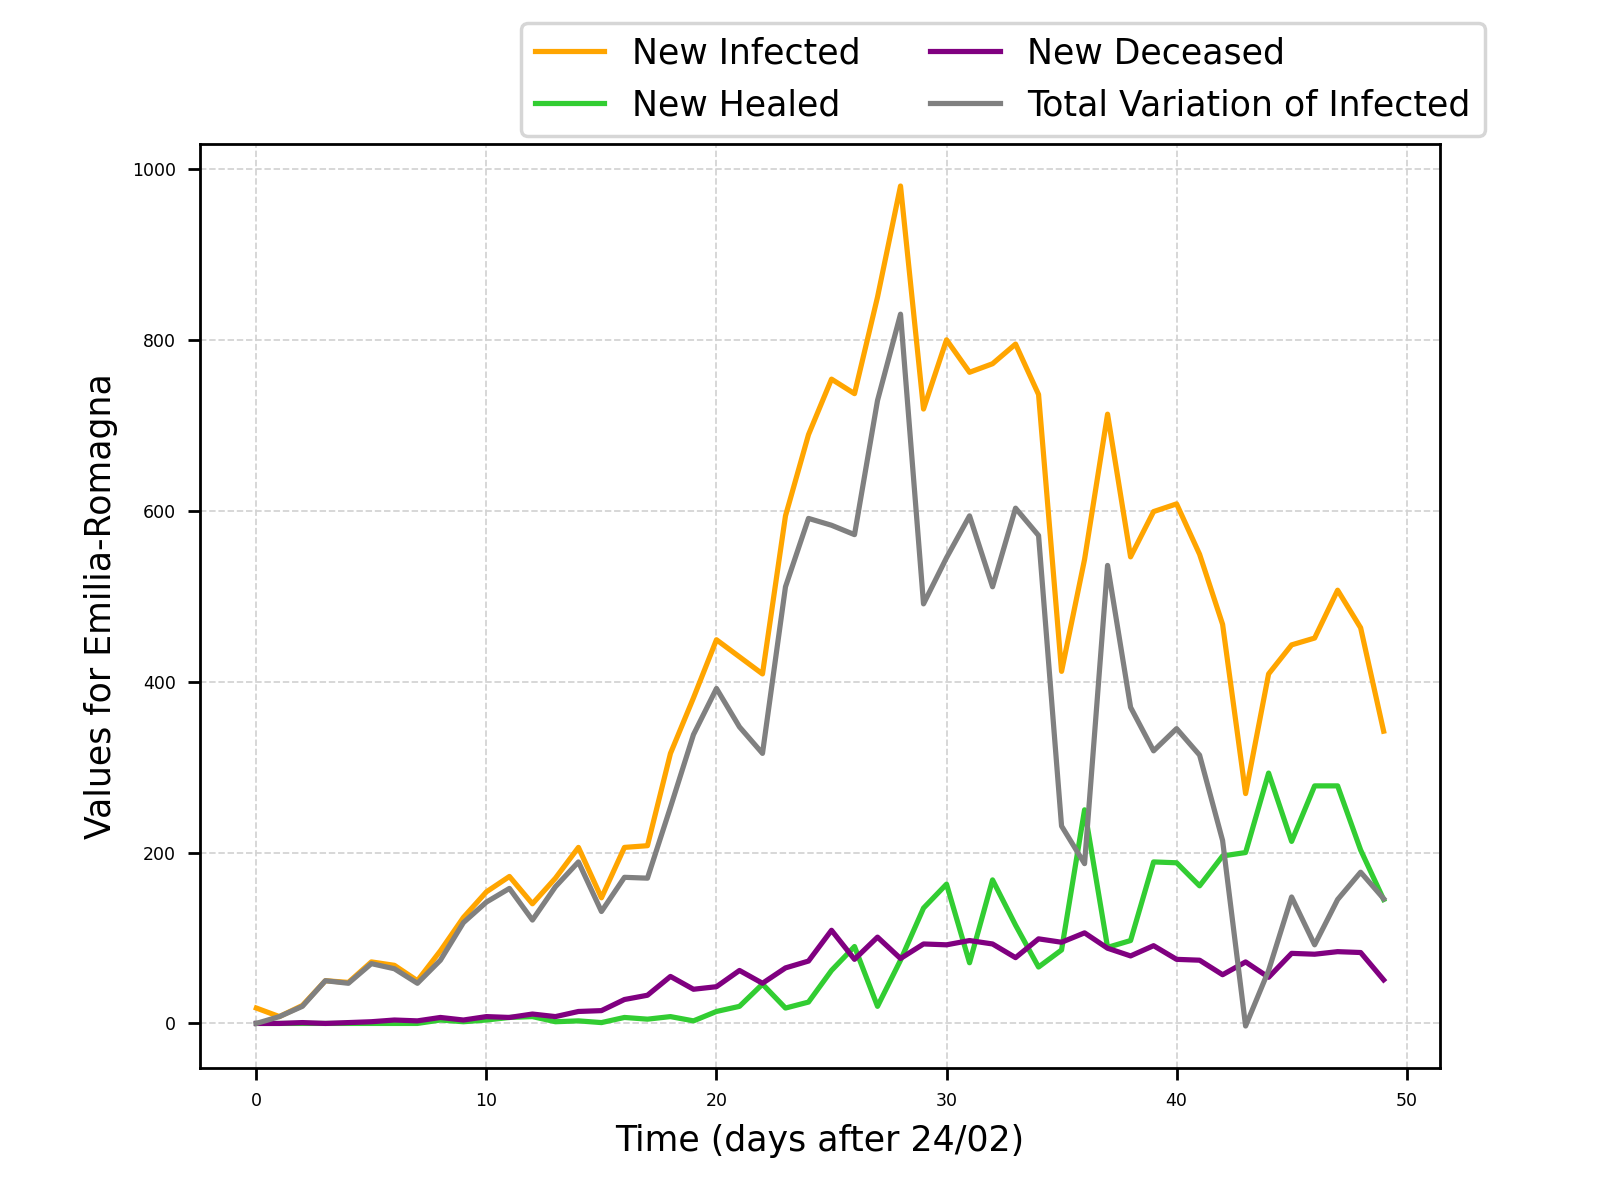 New Infected
New Healed
New Deceased
Total Variation of Infected
Values for Emilia-Romagna
1000
800
600
400
200
0
0 10 20 30 40 50
Time (days after 24/02)